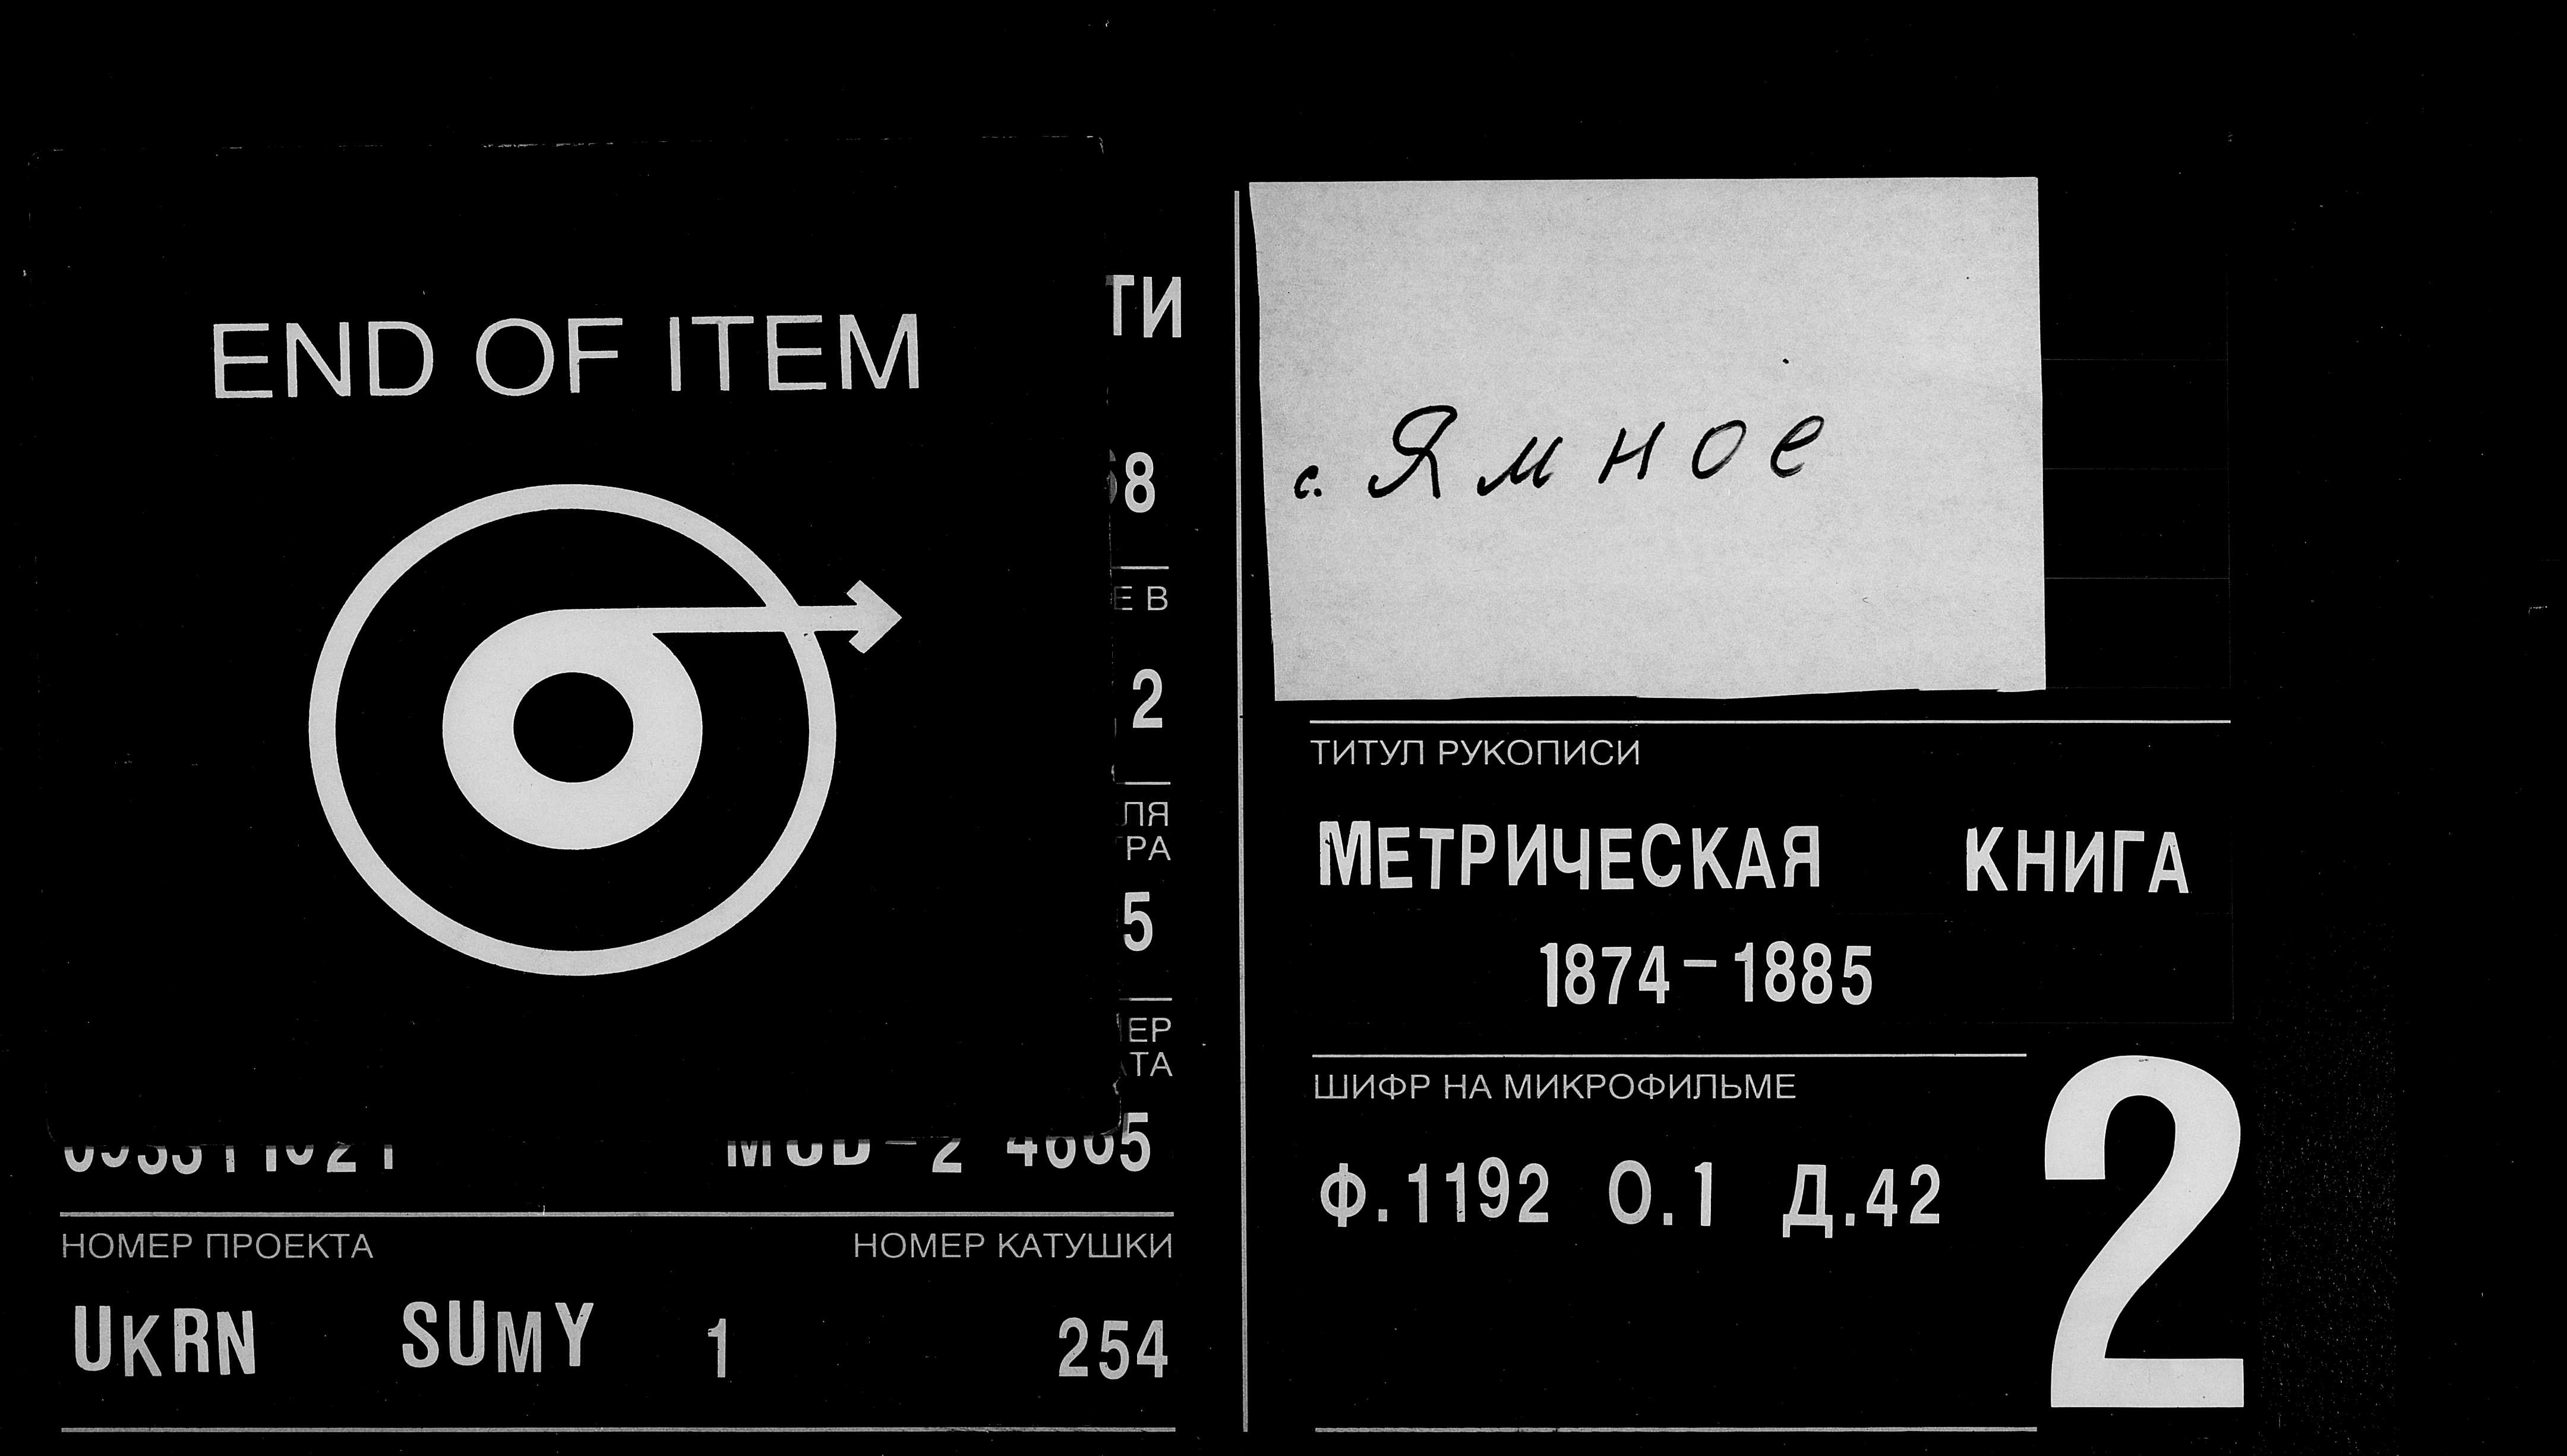 END OF ITEM
ТИ
8
Е В
2
ЛЯ
РА
5
ЕР
ТА
НОМЕР ПРОЕКТА НОМЕР КАТУШКИ
UKRN SUMY 1 254
с. Ямное
ТИТУЛ РУКОПИСИ
МЕТРИЧЕСКАЯ КНИГА
1874-1885
ШИФР НА МИКРОФИЛЬМЕ
Ф.1192 О.1 Д.42
2